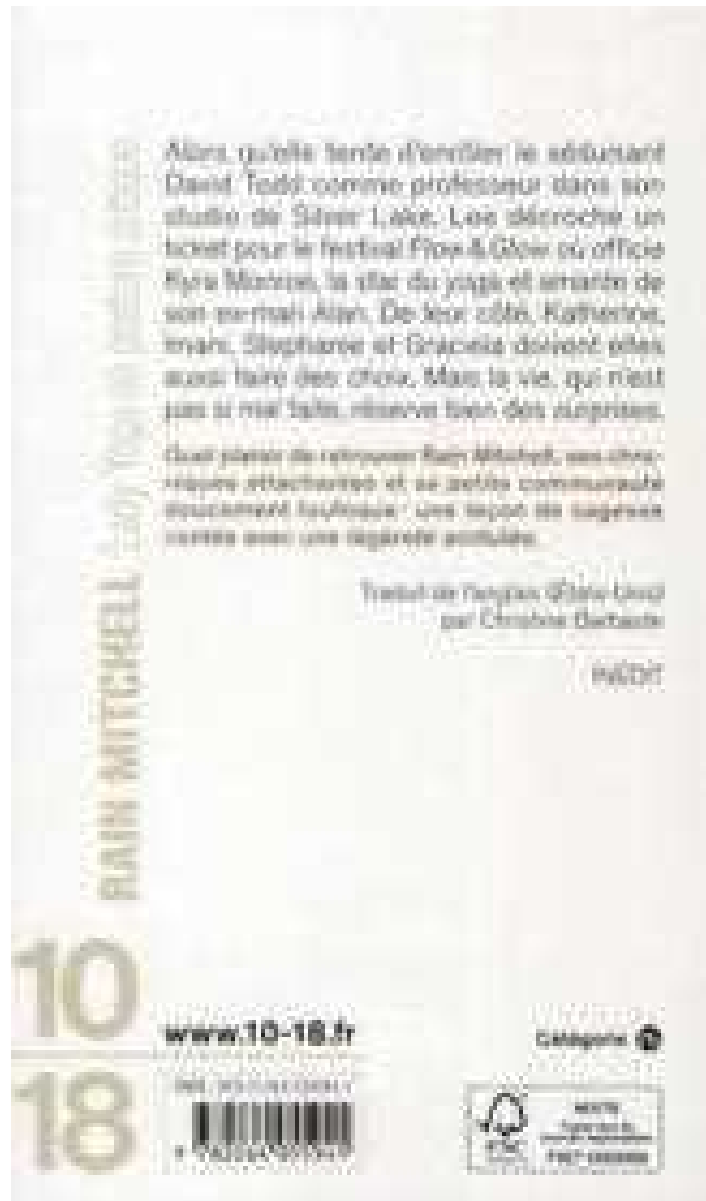 Alors qu'elle tente d'enrôler le séduisant
David Todd comme professeur dans son
studio de Silver Lake, Lee décroche un
ticket pour le festival Flow & Glow où officie
Kyra Monroe, la star du yoga et amante de
son ex-mari Alan. De leur côté, Katherine,
Imani, Stephanie et Graciela doivent elles
aussi faire des choix. Mais la vie, qui n'est
pas si mal faite, réserve bien des surprises.
Quel plaisir de retrouver Rain Mitchell, ses chro-
niques attachantes et sa petite communauté
doucement loufoque : une leçon de sagesse
contée avec une légèreté acidulée.
Traduit de l'anglais (États-Unis)
par Christine
INÉDIT
RAIN MITCHELL
10
18
www.10-18.fr
Catégorie
FSC
MIXTE